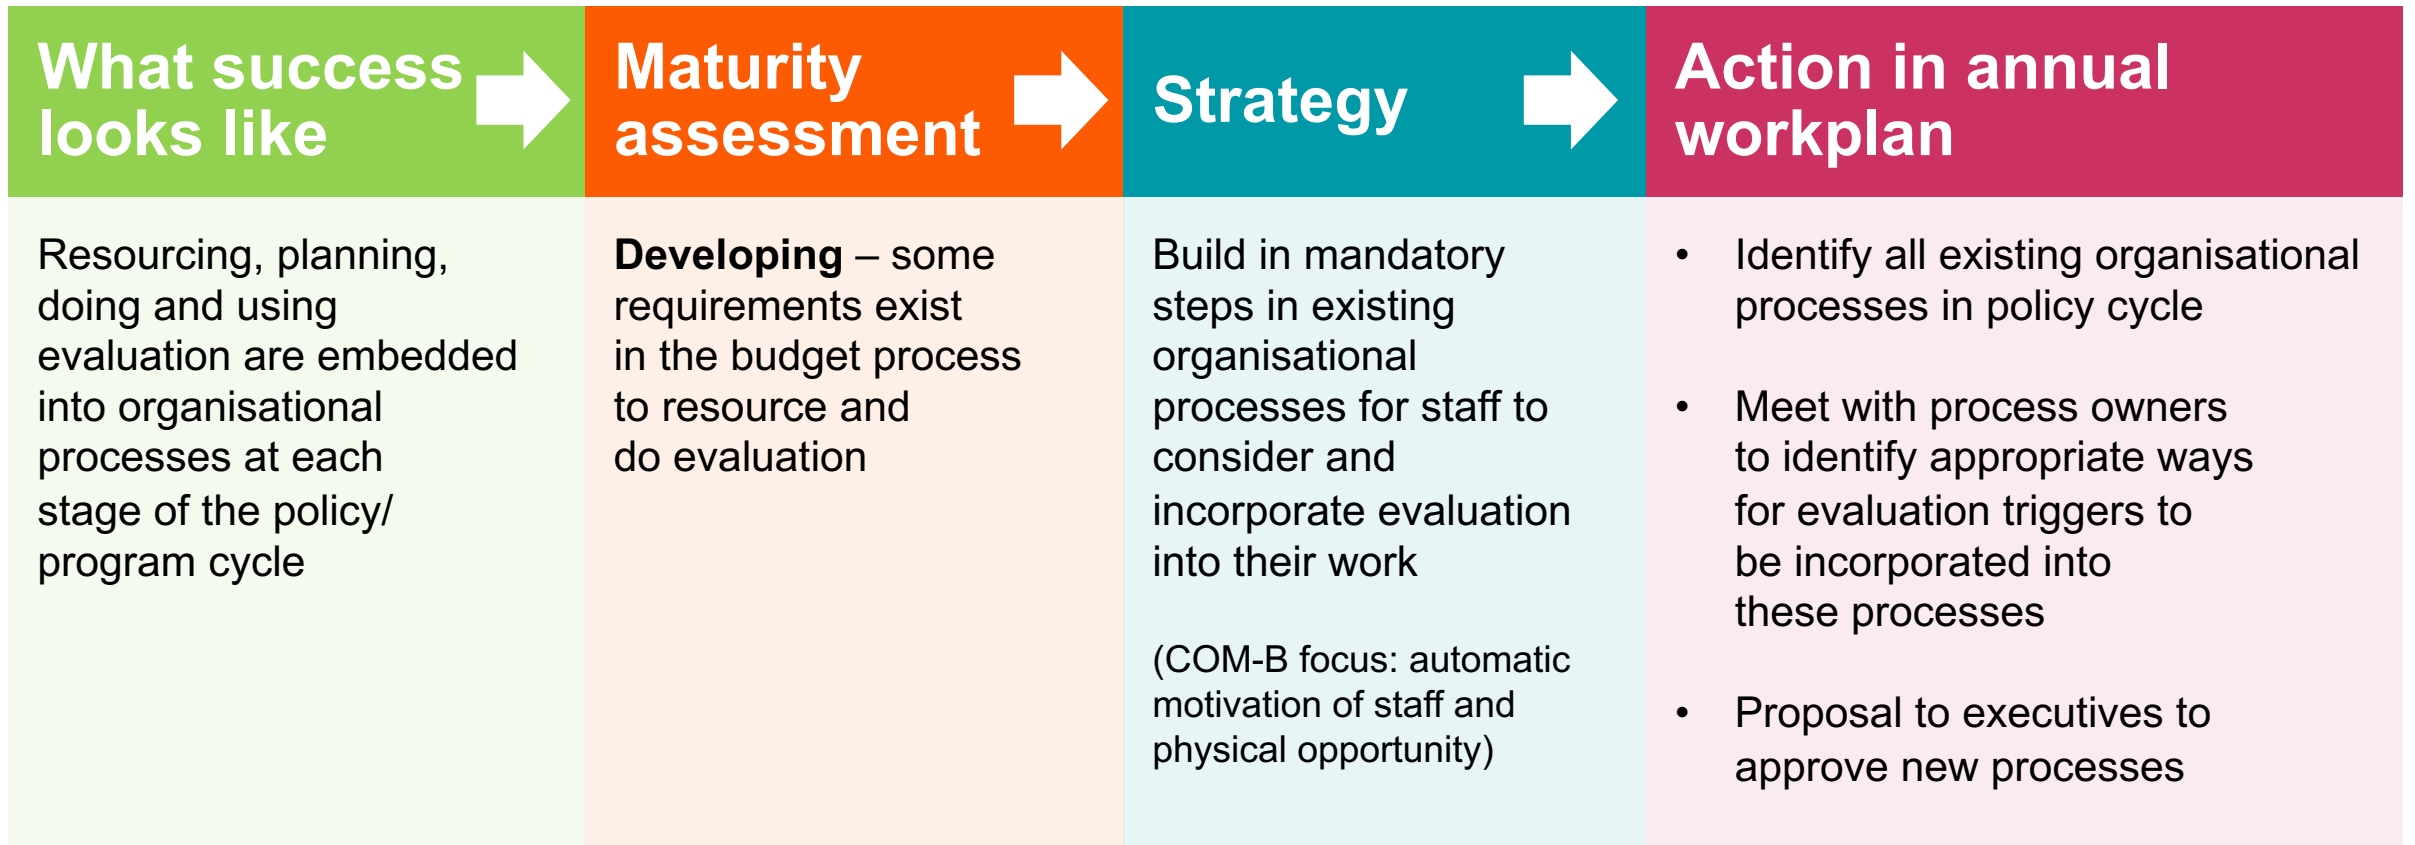 What success
looks like
Maturity
assessment
Strategy
Action in annual
workplan
Resourcing, planning,
doing and using
evaluation are embedded
into organisational
processes at each
stage of the policy/
program cycle
Developing – some
requirements exist
in the budget process
to resource and
do evaluation
Build in mandatory
steps in existing
organisational
processes for staff to
consider and
incorporate evaluation
into their work
(COM-B focus: automatic
motivation of staff and
physical opportunity)
• Identify all existing organisational
processes in policy cycle
• Meet with process owners
to identify appropriate ways
for evaluation triggers to
be incorporated into
these processes
• Proposal to executives to
approve new processes